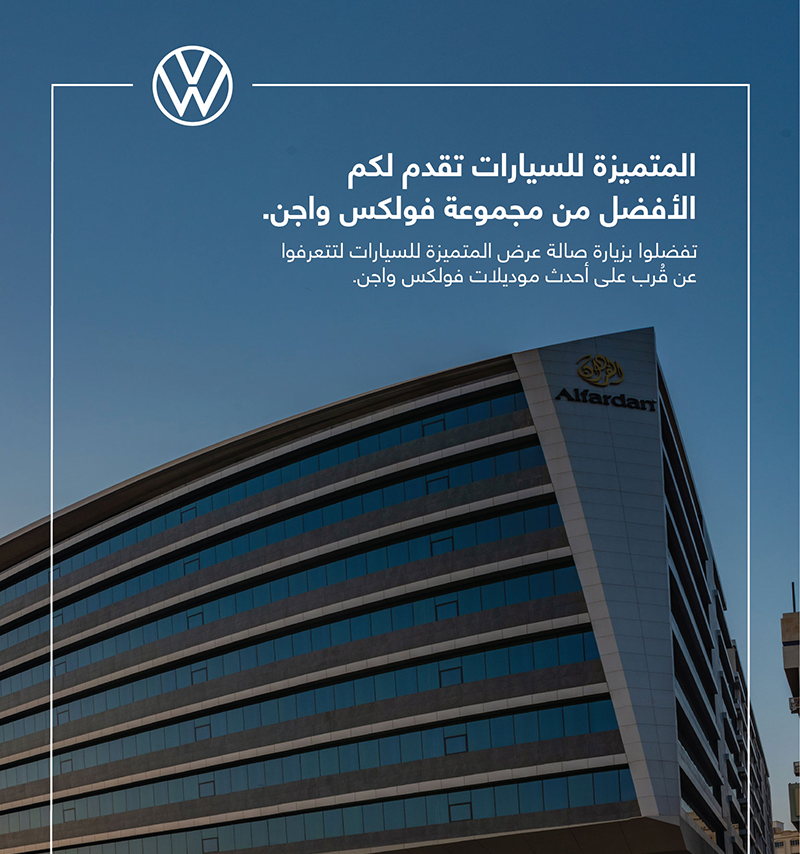 المتميزة للسيارات تقدم لكم
الأفضل من مجموعة فولكس واجن.
تفضلوا بزيارة صالة عرض المتميزة للسيارات لتتعرفوا
عن قُرب على أحدث موديلات فولكس واجن.
الفردان
Alfardan